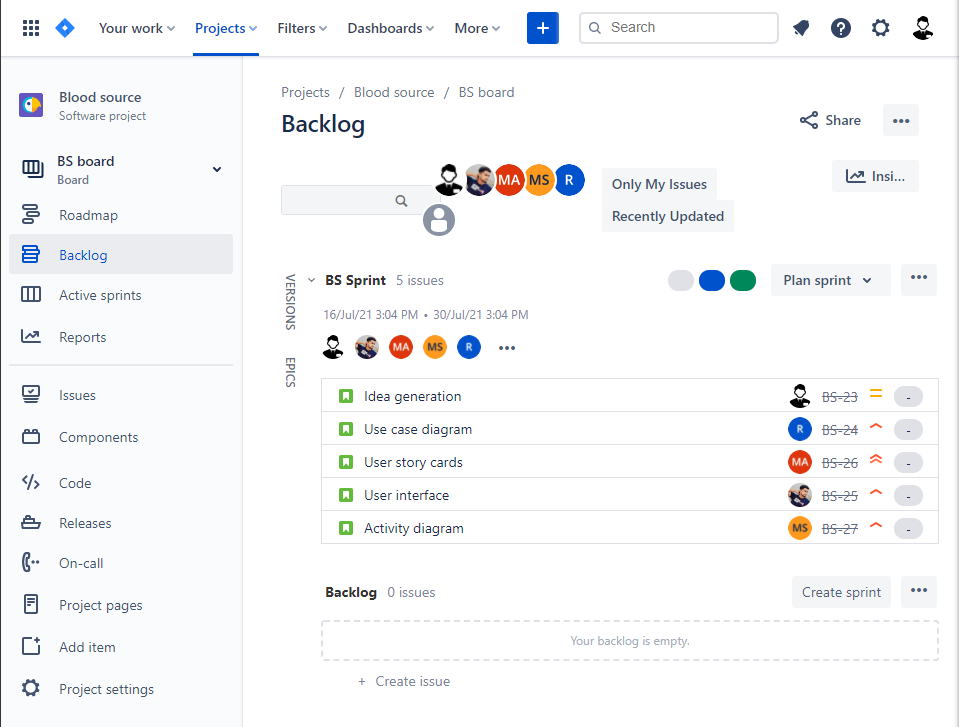 Your work Projects Filters Dashboards More + Search ?
Blood source
Software project
BS board
Board
Roadmap
Backlog
Active sprints
Reports
Issues
Components
Code
Releases
On-call
Project pages
Add item
Project settings
Projects / Blood source / BS board
Backlog
Share
MA MS R
Only My Issues
Recently Updated
Insi...
VERSIONS
EPICS
BS Sprint 5 issues
Plan sprint
16/Jul/21 3:04 PM • 30/Jul/21 3:04 PM
MA MS R
Idea generation BS-23 -
Use case diagram R BS-24 -
User story cards MA BS-26 -
User interface BS-25 -
Activity diagram MS BS-27 -
Backlog 0 issues
Create sprint
Your backlog is empty.
+ Create issue